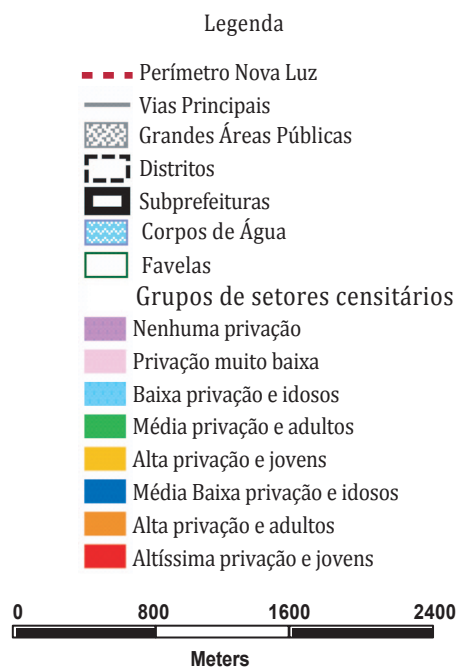 Legenda
Perímetro Nova Luz
Vias Principais
Grandes Áreas Públicas
Distritos
Subprefeituras
Corpos de Água
Favelas
Grupos de setores censitários
Nenhuma privação
Privação muito baixa
Baixa privação e idosos
Média privação e adultos
Alta privação e jovens
Média Baixa privação e idosos
Alta privação e adultos
Altíssima privação e jovens
0 800 1600 2400
Meters